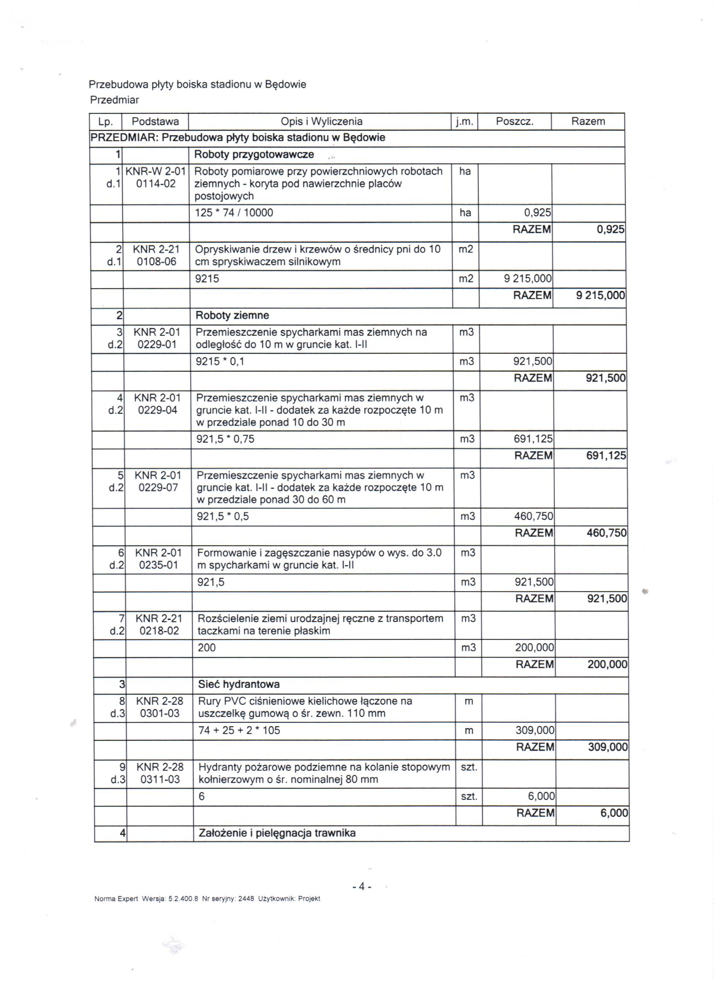 Przebudowa płyty boiska stadionu w Będowie
Przedmiar
Lp. Podstawa Opis i Wyliczenia j.m. Poszcz. Razem
PRZEDMIAR: Przebudowa płyty boiska stadionu w Będowie
1 Roboty przygotowawcze
1 KNR-W 2-01 Roboty pomiarowe przy powierzchniowych robotach ha
d.1 0114-02 ziemnych - koryta pod nawierzchnie placów
postojowych
125 * 74 / 10000 ha 0,925
RAZEM 0,925
2 KNR 2-21 Opryskiwanie drzew i krzewów o średnicy pni do 10 m2
d.1 0108-06 cm spryskiwaczem silnikowym
9215 m2 9 215,000
RAZEM 9 215,000
2 Roboty ziemne
3 KNR 2-01 Przemieszczenie spycharkami mas ziemnych na m3
d.2 0229-01 odległość do 10 m w gruncie kat. I-II
9215 * 0,1 m3 921,500
RAZEM 921,500
4 KNR 2-01 Przemieszczenie spycharkami mas ziemnych w m3
d.2 0229-04 gruncie kat. I-II - dodatek za każde rozpoczęte 10 m
w przedziale ponad 10 do 30 m
921,5 * 0,75 m3 691,125
RAZEM 691,125
5 KNR 2-01 Przemieszczenie spycharkami mas ziemnych w m3
d.2 0229-07 gruncie kat. I-II - dodatek za każde rozpoczęte 10 m
w przedziale ponad 30 do 60 m
921,5 * 0,5 m3 460,750
RAZEM 460,750
6 KNR 2-01 Formowanie i zagęszczanie nasypów o wys. do 3.0 m3
d.2 0235-01 m spycharkami w gruncie kat. I-II
921,5 m3 921,500
RAZEM 921,500
7 KNR 2-21 Rozścielenie ziemi urodzajnej ręczne z transportem m3
d.2 0218-02 taczkami na terenie płaskim
200 m3 200,000
RAZEM 200,000
3 Sieć hydrantowa
8 KNR 2-28 Rury PVC ciśnieniowe kielichowe łączone na m
d.3 0301-03 uszczelkę gumową o śr. zewn. 110 mm
74 + 25 + 2 * 105 m 309,000
RAZEM 309,000
9 KNR 2-28 Hydranty pożarowe podziemne na kolanie stopowym szt.
d.3 0311-03 kołnierzowym o śr. nominalnej 80 mm
6 szt. 6,000
RAZEM 6,000
4 Założenie i pielęgnacja trawnika
- 4 -
Norma Expert Wersja: 5.2.400.8 Nr seryjny: 2448 Użytkownik: Projekt